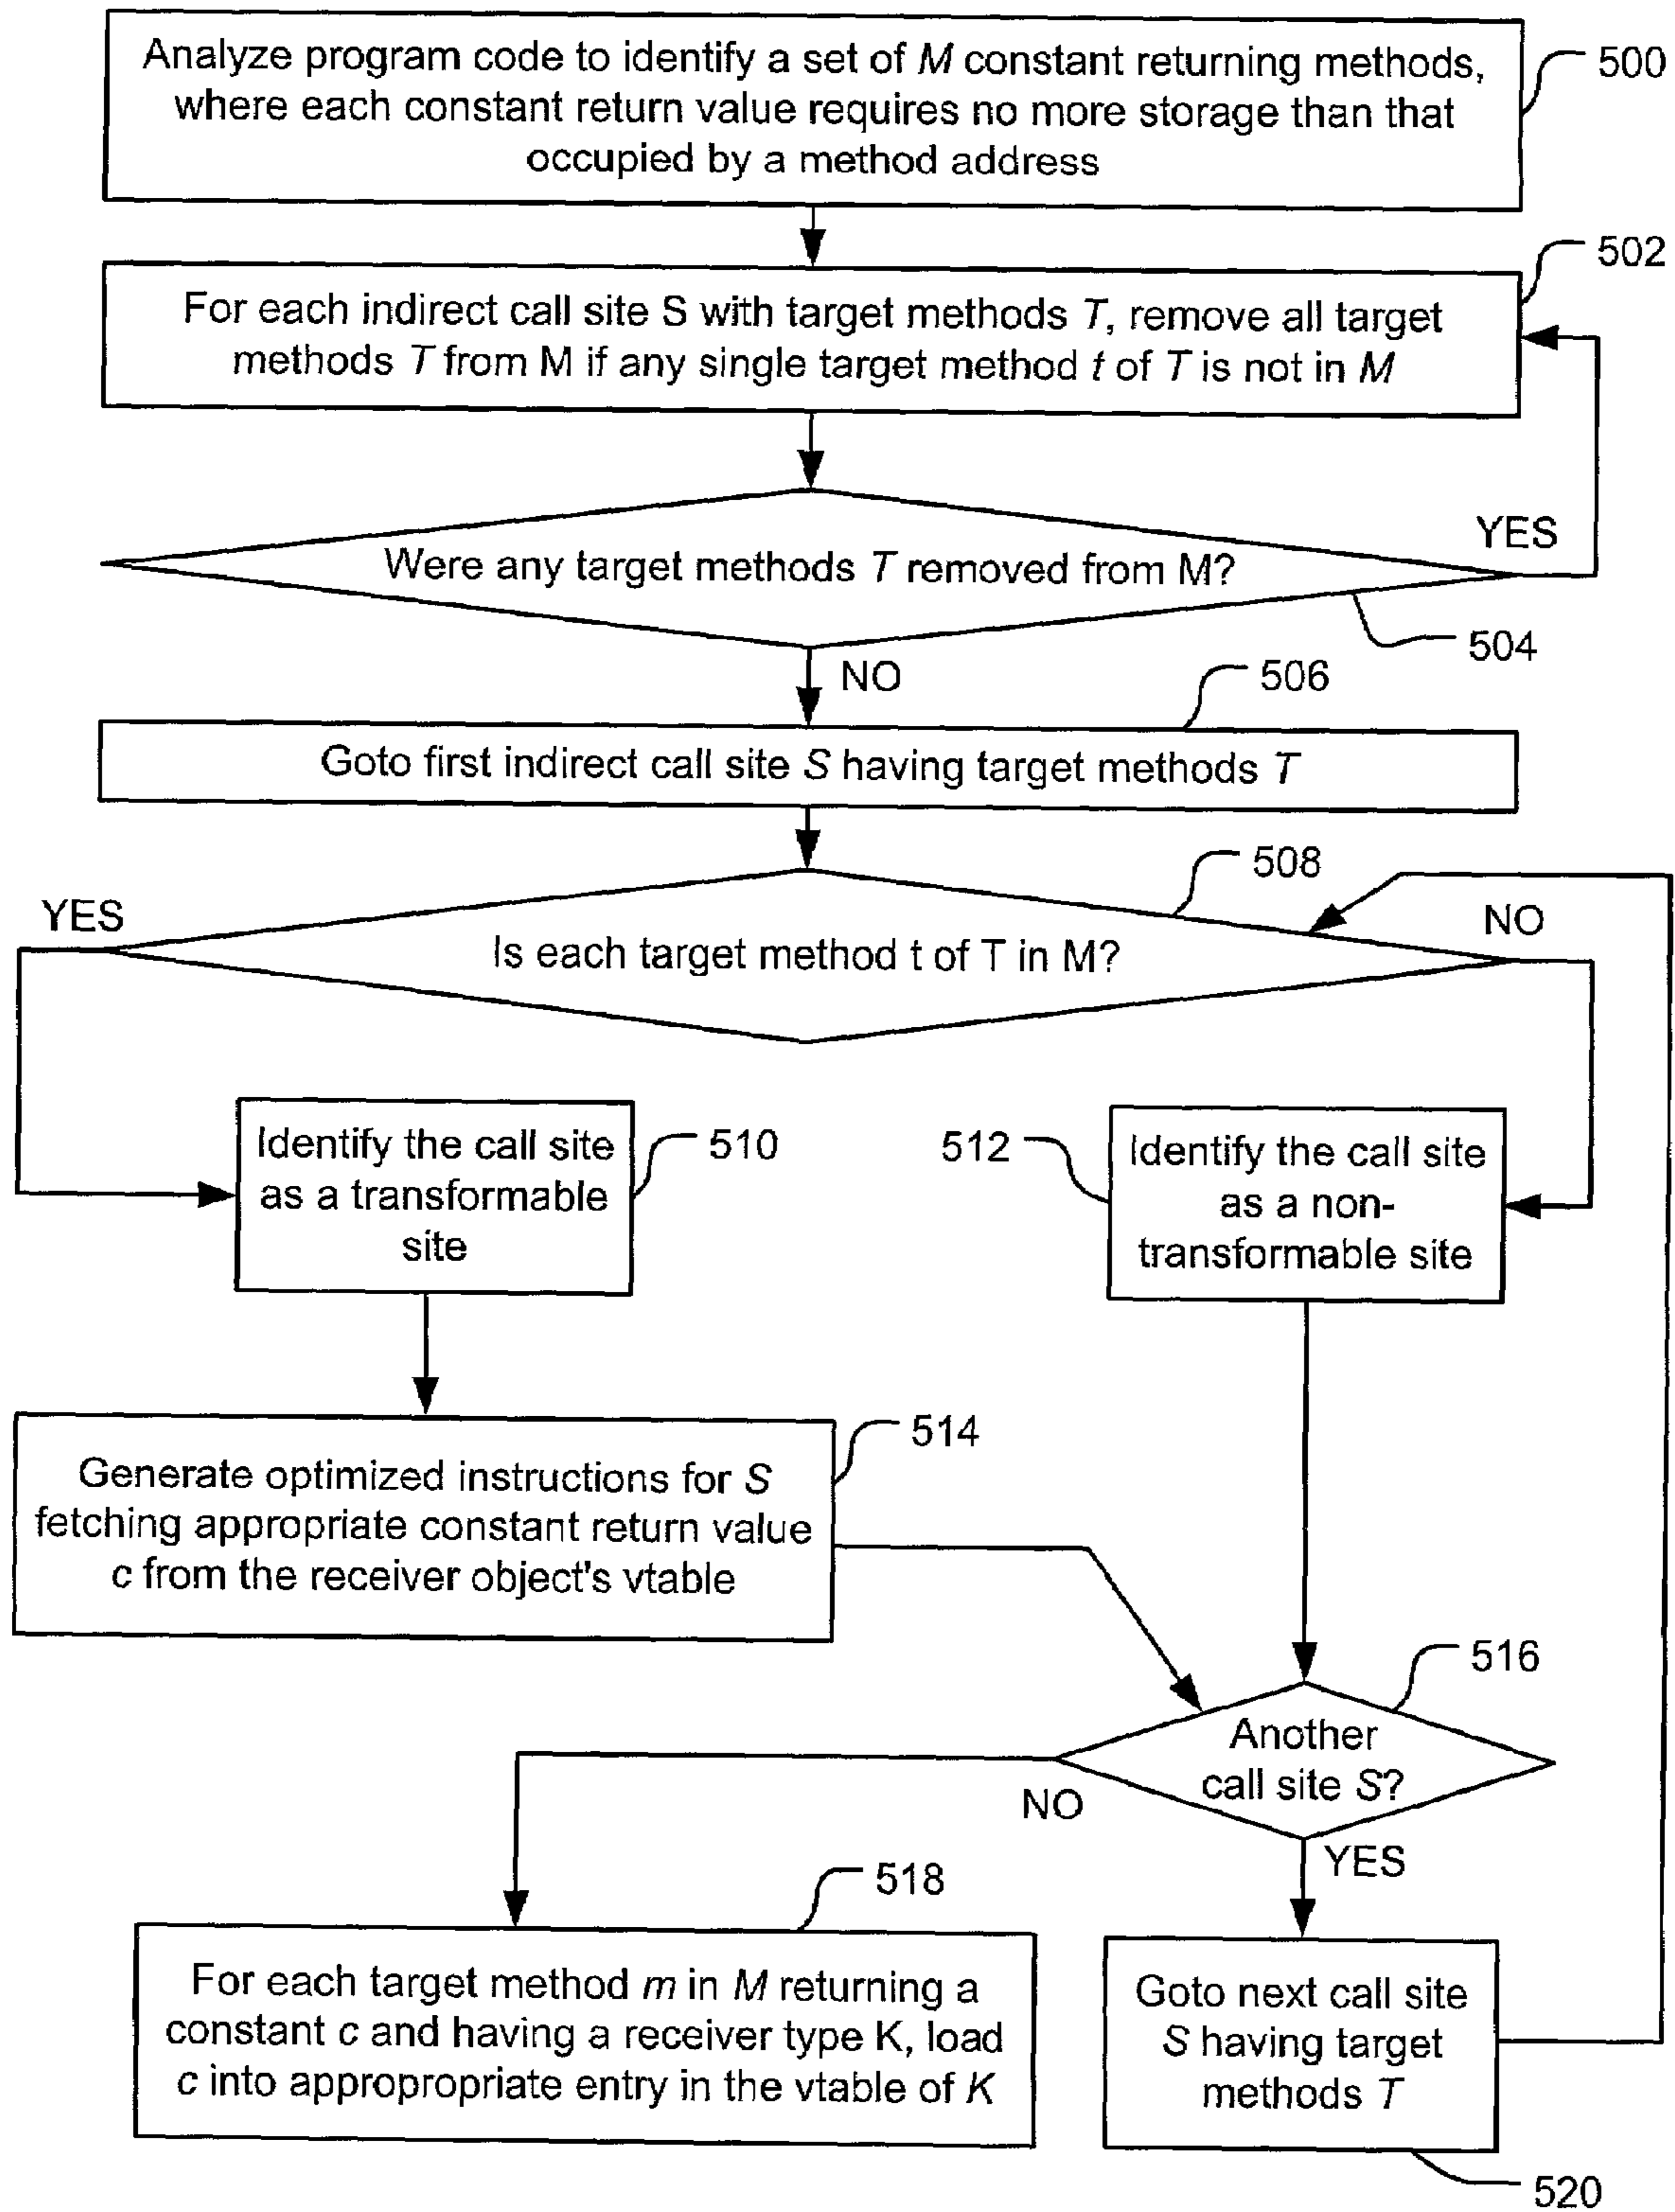 Analyze program code to identify a set of M constant returning methods,
where each constant return value requires no more storage than that
occupied by a method address
500
502
For each indirect call site S with target methods T, remove all target
methods T from M if any single target method t of T is not in M
YES
Were any target methods T removed from M?
504
NO
506
Goto first indirect call site S having target methods T
508
YES
NO
Is each target method t of T in M?
Identify the call site
as a transformable
site
510
512
Identify the call site
as a non-
transformable site
514
Generate optimized instructions for S
fetching appropriate constant return value
c from the receiver object's vtable
516
Another
call site S?
NO
YES
518
For each target method m in M returning a
constant c and having a receiver type K, load
c into appropropriate entry in the vtable of K
Goto next call site
S having target
methods T
520